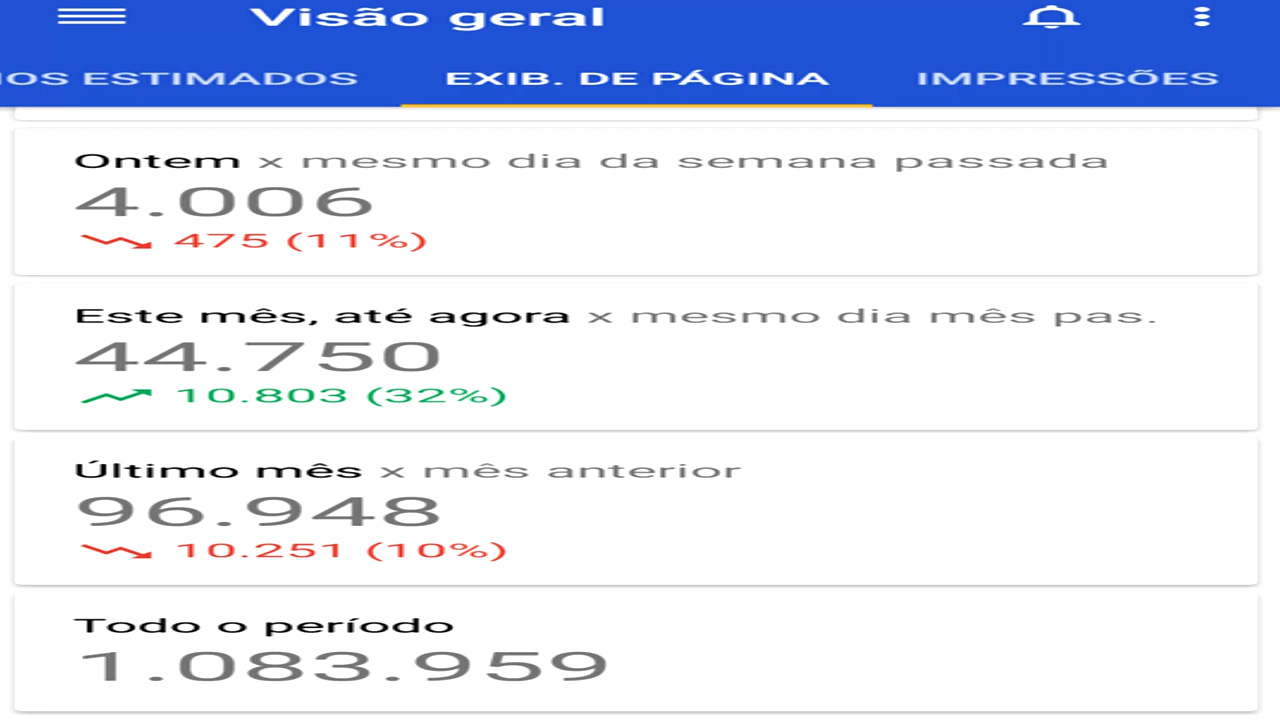 Visão geral
OS ESTIMADOS EXIB. DE PÁGINA IMPRESSÕES
Ontem x mesmo dia da semana passada
4.006
475 (11%)
Este mês, até agora x mesmo dia mês pas.
44.750
10.803 (32%)
Último mês x mês anterior
96.948
10.251 (10%)
Todo o período
1.083.959